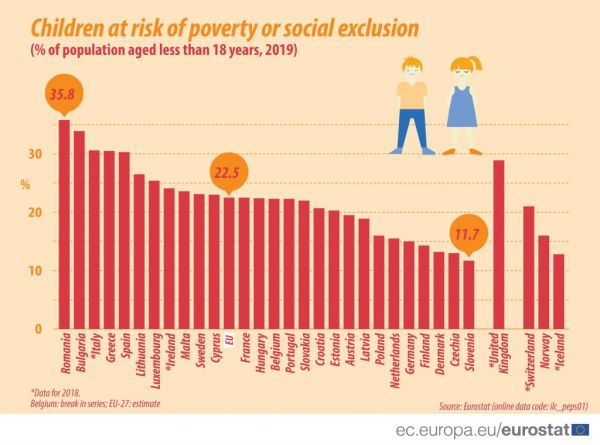 Children at risk of poverty or social exclusion
(% of population aged less than 18 years, 2019)
35.8
22.5
11.7
%
30
20
10
0
Romania
Bulgaria
*Italy
Greece
Spain
Lithuania
Luxembourg
*Ireland
Malta
Sweden
Cyprus
EU
France
Hungary
Belgium
Portugal
Slovakia
Croatia
Estonia
Austria
Latvia
Poland
Netherlands
Germany
Finland
Denmark
Czechia
Slovenia
*United
Kingdom
*Switzerland
Norway
*Iceland
*Data for 2018.
Belgium: break in series; EU-27: estimate
Source: Eurostat (online data code: ilc_peps01)
ec.europa.eu/eurostat